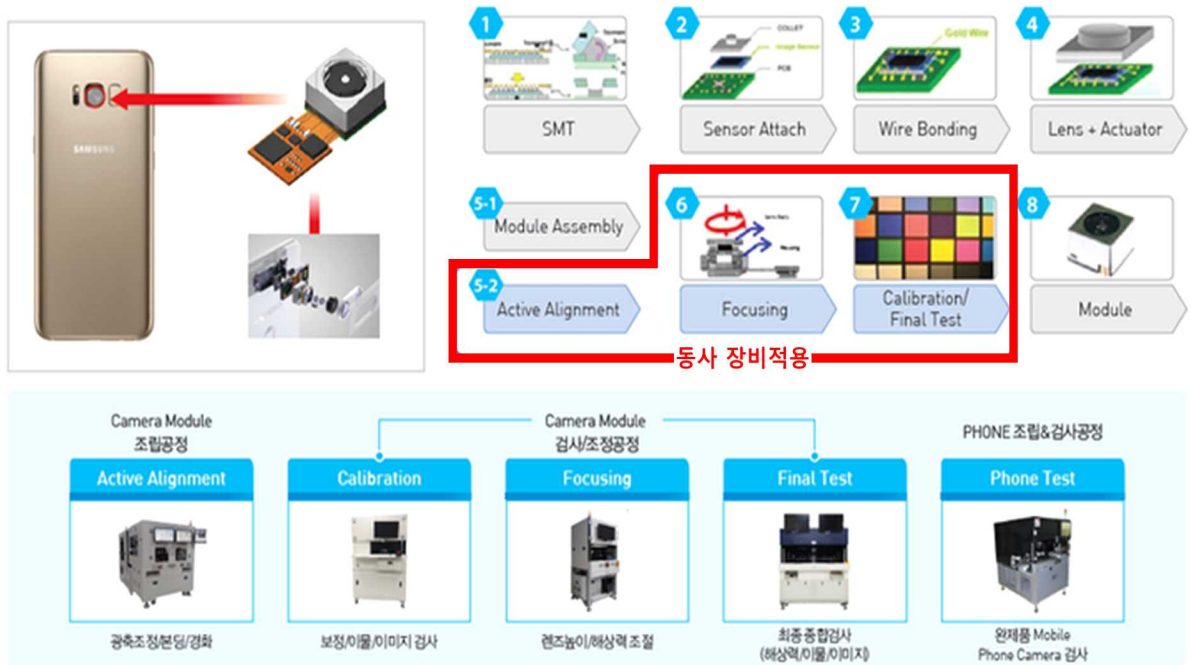 SAMSUNG
1
2
3
4
COLLET
Image Sensor
PCB
Gold Wire
SMT
Sensor Attach
Wire Bonding
Lens + Actuator
5-1
Module Assembly
6
7
8
5-2
Active Alignment
Focusing
Calibration/
Final Test
Module
동사 장비적용
Camera Module
조립공정
Camera Module
검사/조정공정
PHONE 조립&검사공정
Active Alignment
Calibration
Focusing
Final Test
Phone Test
광축조정/본딩/경화
보정/이물/이미지 검사
렌즈높이/해상력 조절
최종 종합검사
(해상력/이물/이미지)
완제품 Mobile
Phone Camera 검사